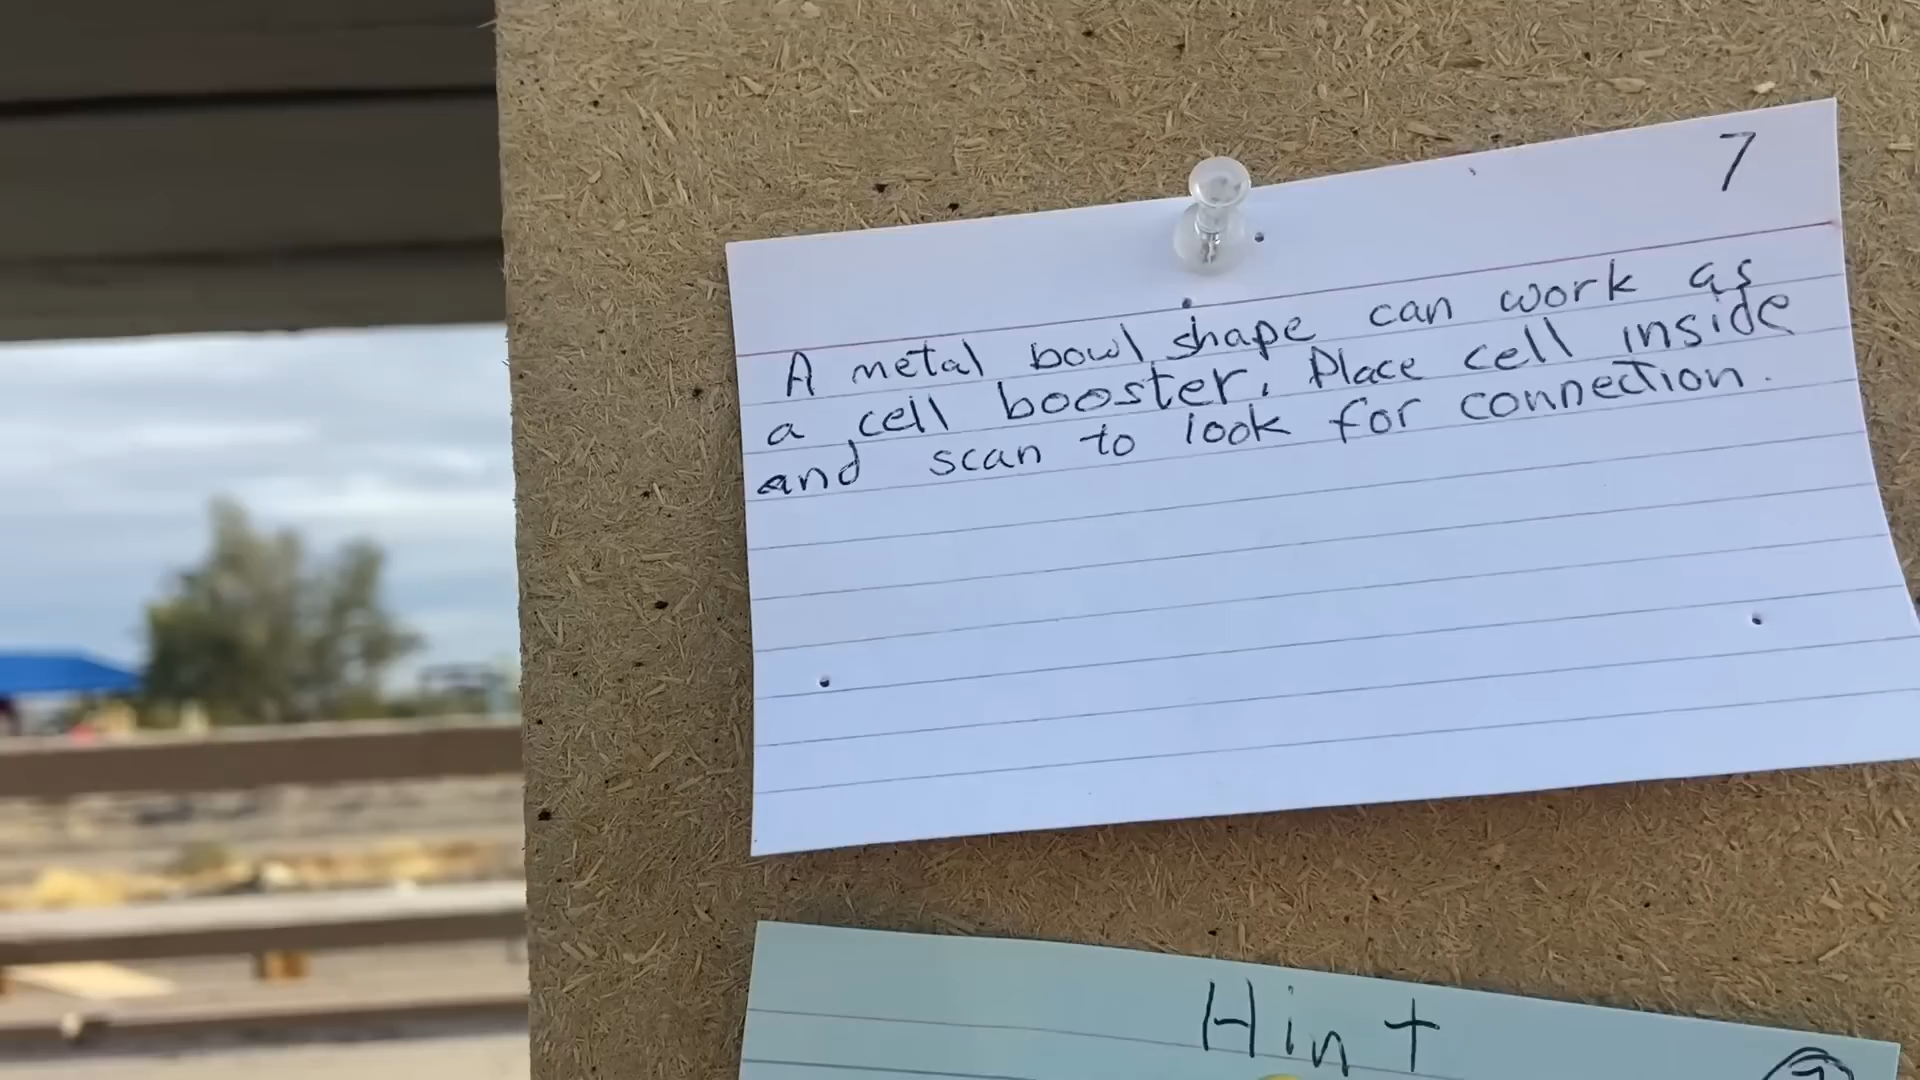 7
A metal bowl shape can work as
a cell booster. Place cell inside
and scan to look for connection.
Hint